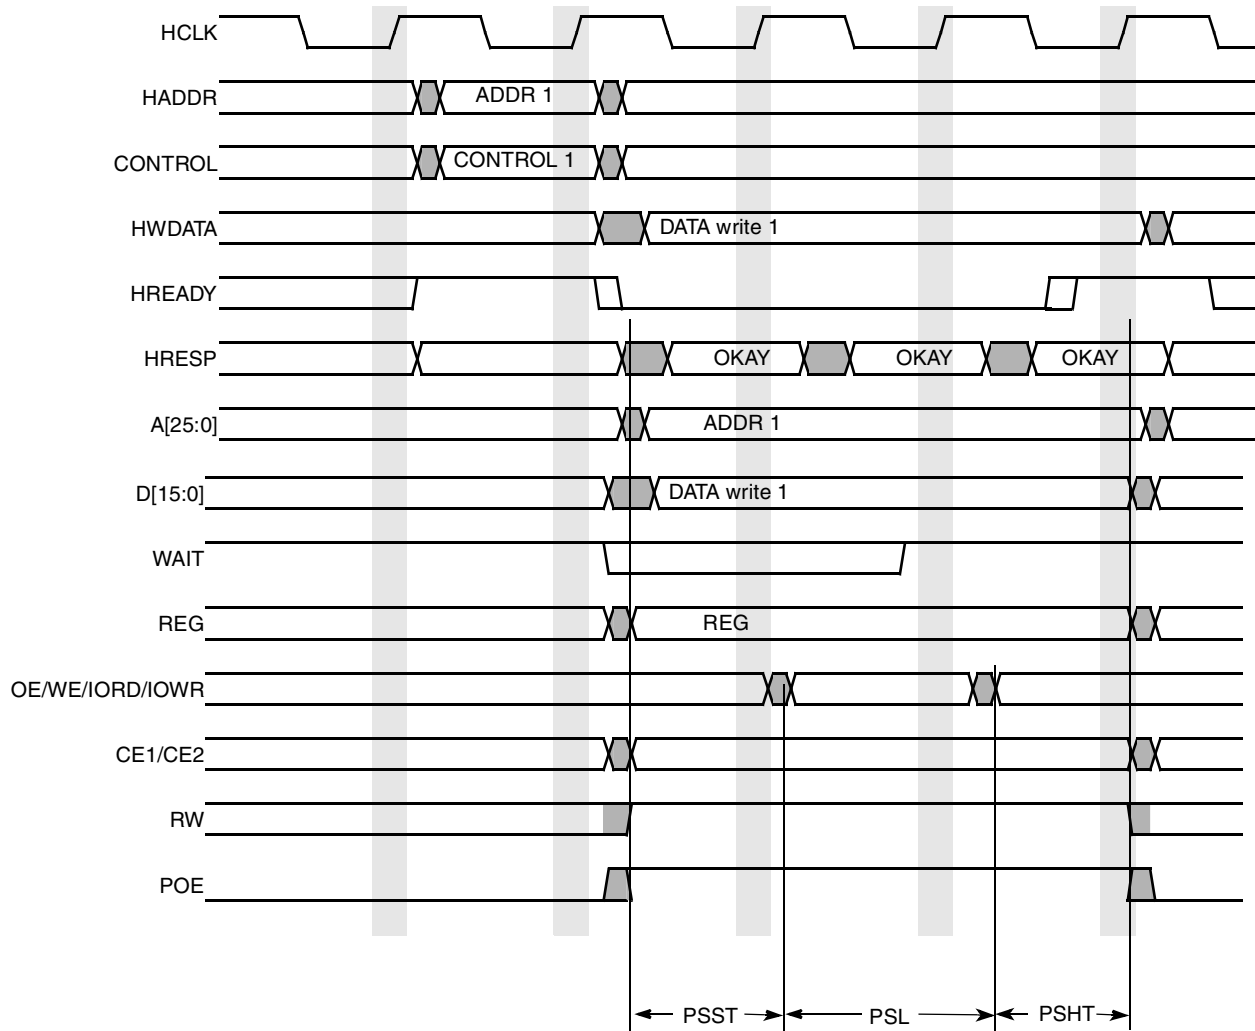 HCLK
HADDR ADDR 1
CONTROL CONTROL 1
HWDATA DATA write 1
HREADY
HRESP OKAY OKAY OKAY
A[25:0] ADDR 1
D[15:0] DATA write 1
WAIT
REG REG
OE/WE/IORD/IOWR
CE1/CE2
RW
POE
PSST PSL PSHT